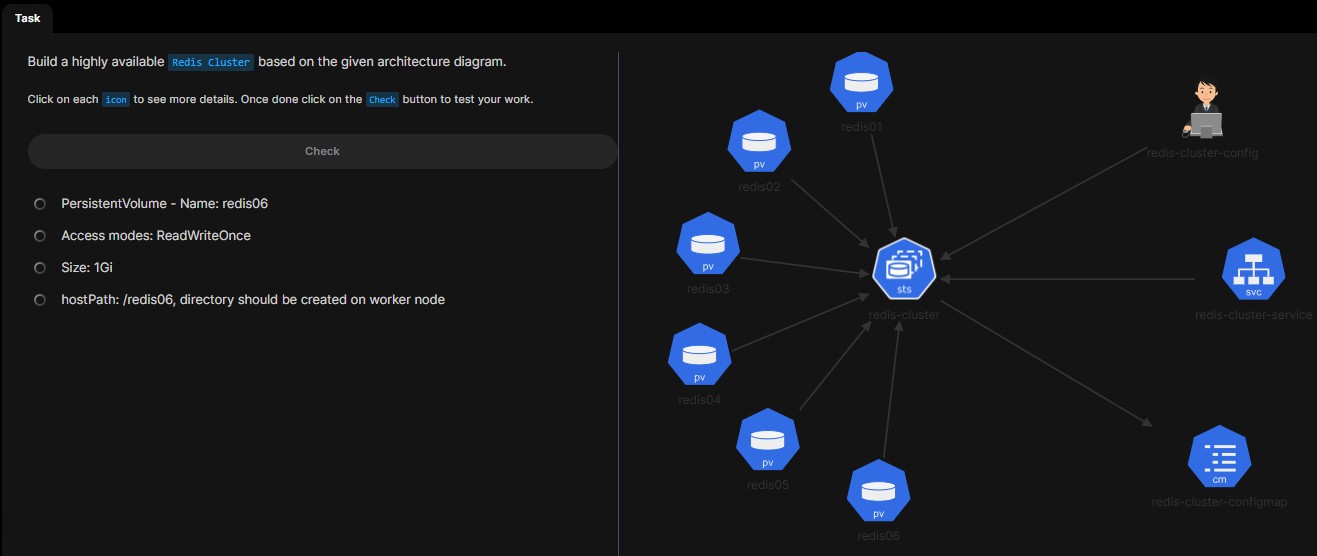 Task
Build a highly available Redis Cluster based on the given architecture diagram.
Click on each icon to see more details. Once done click on the Check button to test your work.
Check
PersistentVolume - Name: redis06
Access modes: ReadWriteOnce
Size: 1Gi
hostPath: /redis06, directory should be created on worker node
pv
redis01
pv
redis02
redis-cluster-config
pv
redis03
sts
redis-cluster
svc
redis-cluster-service
pv
redis04
pv
redis05
cm
redis-cluster-configmap
pv
redis06